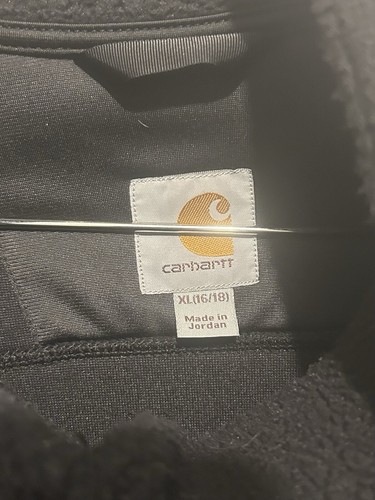 carhartt
XL(16/18)
Made in
Jordan